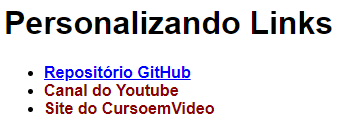 Personalizando Links
Repositório GitHub
Canal do Youtube
Site do CursoemVideo